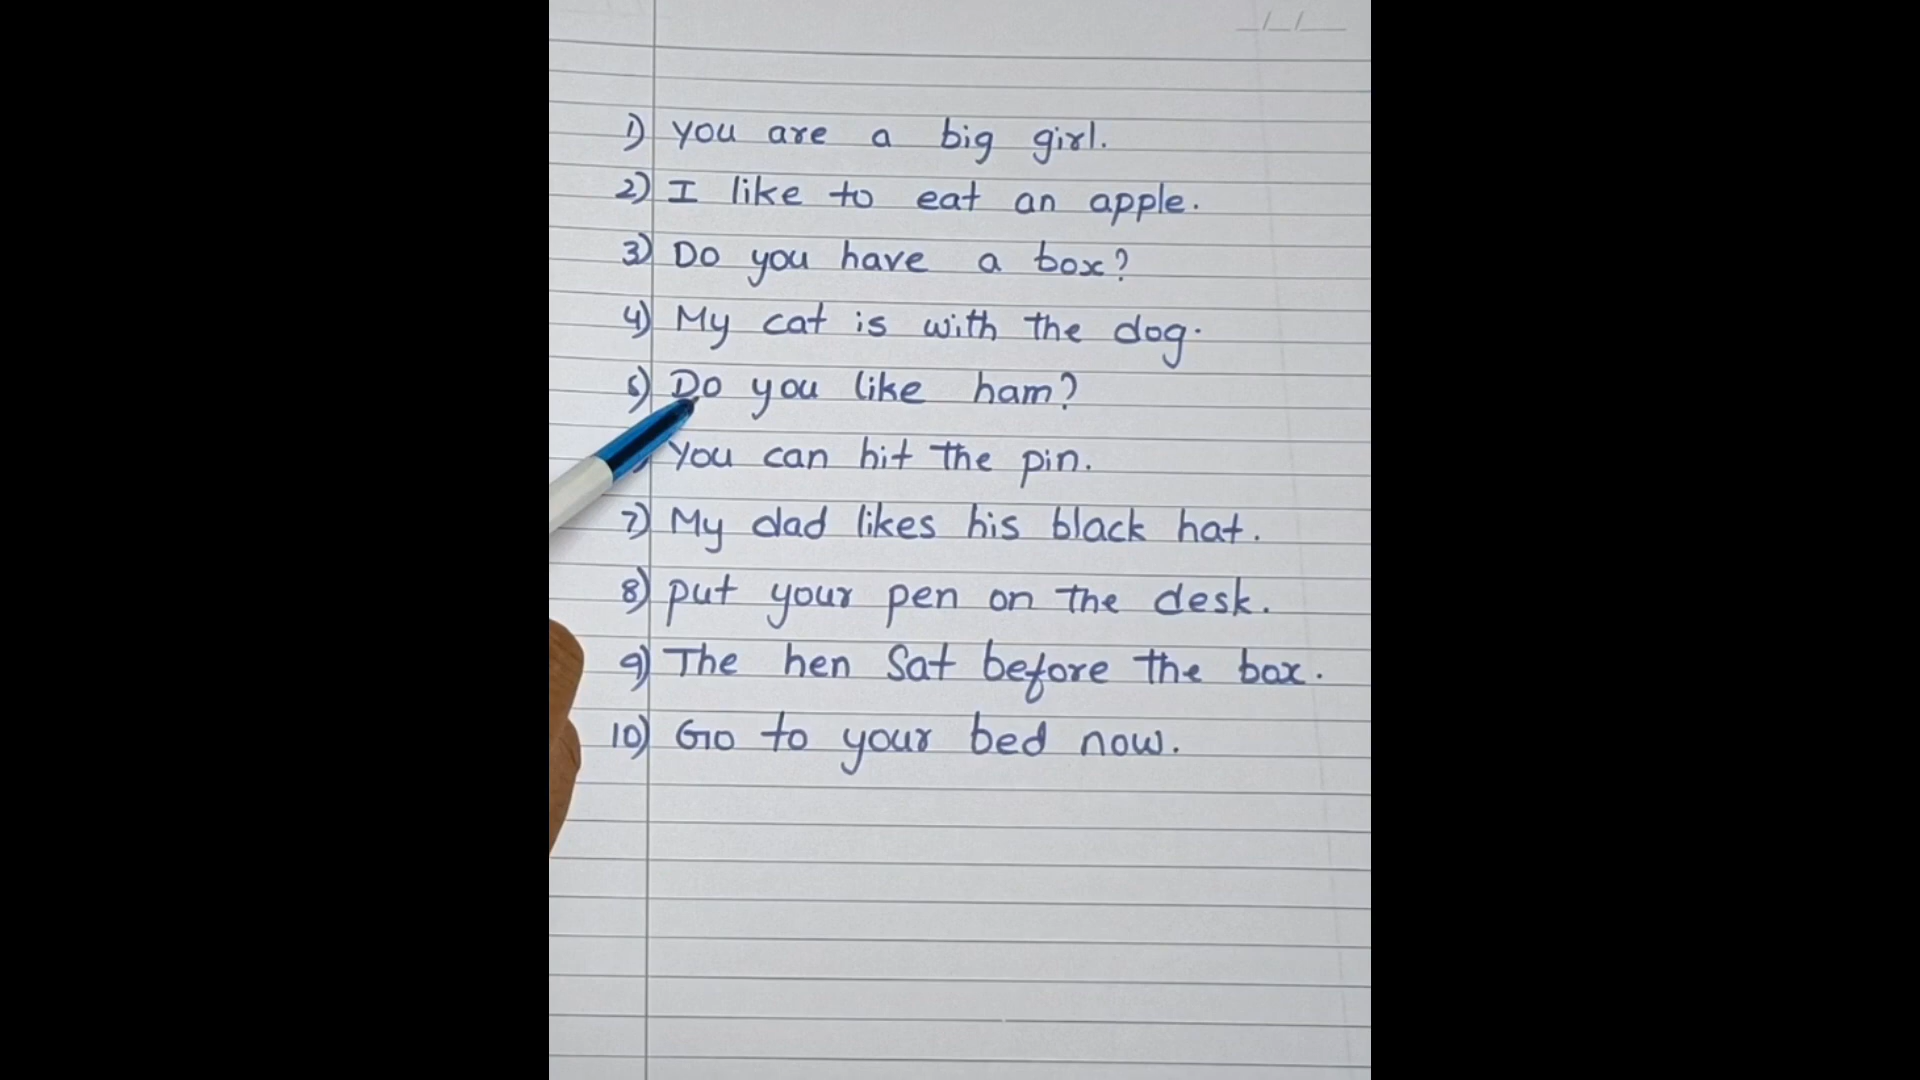 1) You are a big girl.
2) I like to eat an apple.
3) Do you have a box?
4) My cat is with the dog.
5) Do you like ham?
You can hit the pin.
7) My dad likes his black hat.
8) put your pen on the desk.
9) The hen Sat before the box.
10) Go to your bed now.